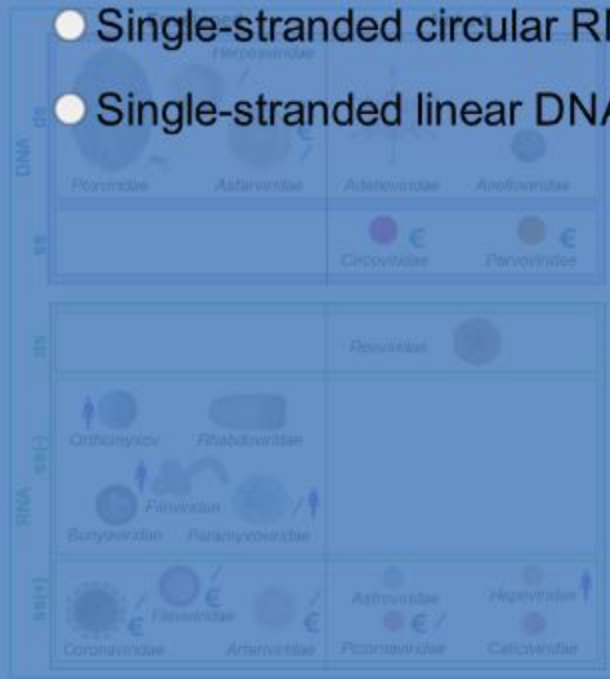 Single-stranded circular R
Herpesviridae
Single-stranded linear DNA
DNA
ds
€
Poxviridae Asfarviridae Adenoviridae Anelloviridae
ss
€ €
Circoviridae Parvoviridae
ds
Reoviridae
RNA
ss(-)
Orthomyxov Rhabdoviridae
Filoviridae
Bunyaviridae Paramyxoviridae
ss(+)
€ €
€ € € /
Flaviviridae Astroviridae Hepeviridae
Coronaviridae Arteriviridae Picornaviridae Caliciviridae